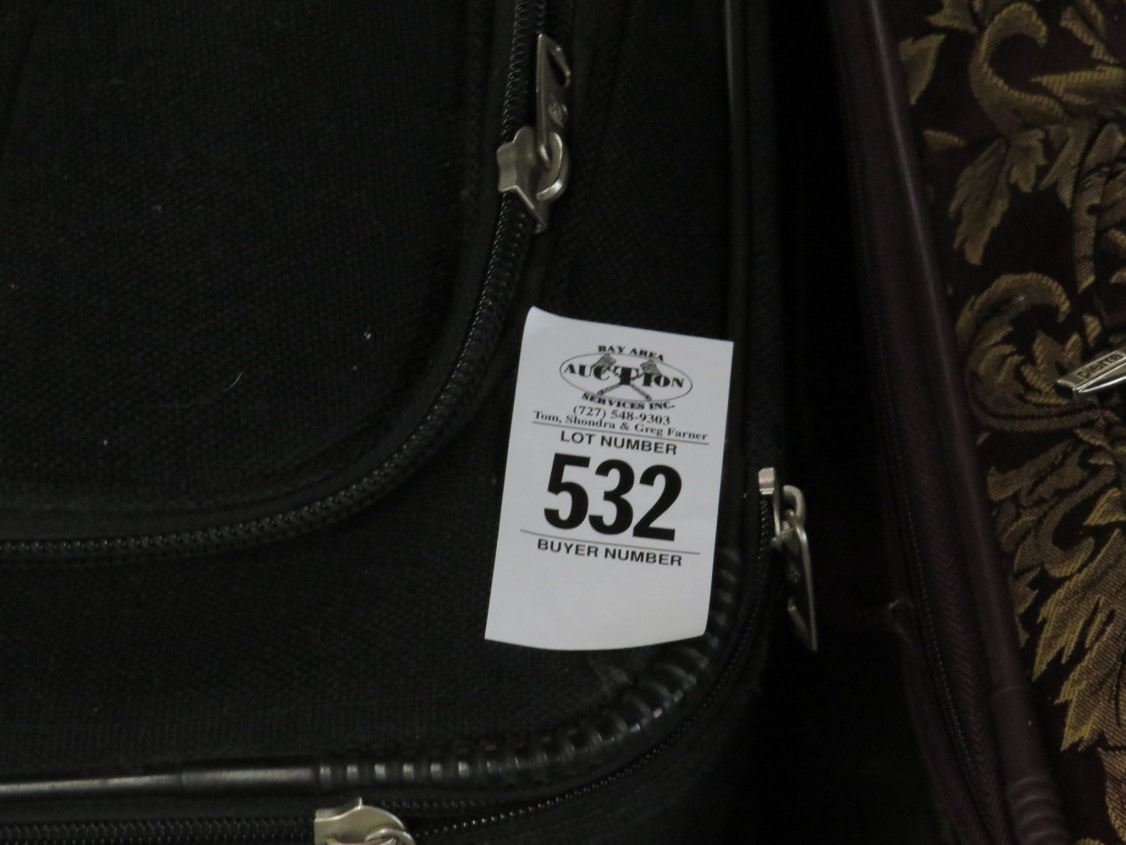 BAY AREA
AUCTION
SERVICES INC.
(727) 548-9303
Tom, Shondra & Greg Farner
LOT NUMBER
532
BUYER NUMBER